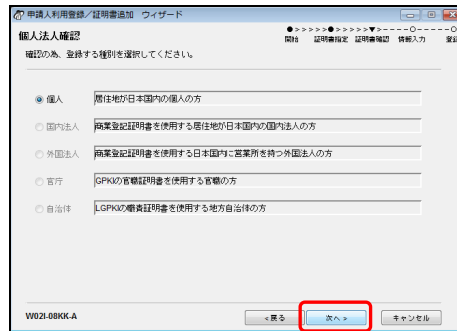 申請人利用登録／証明書追加 ウィザード
個人法人確認
●>>>>>●>>>>>▼>----○-----○
開始 証明書指定 証明書確認 情報入力
確認の為、登録する種別を選択してください。
個人 居住地が日本国内の個人の方
国内法人 商業登記証明書を使用する居住地が日本国内の国内法人の方
外国法人 商業登記証明書を使用する日本国内に営業所を持つ外国法人の方
官庁 GPKIの官職証明書を使用する官職の方
自治体 LGPKIの職責証明書を使用する地方自治体の方
W02I-08KK-A
<戻る 次へ > キャンセル